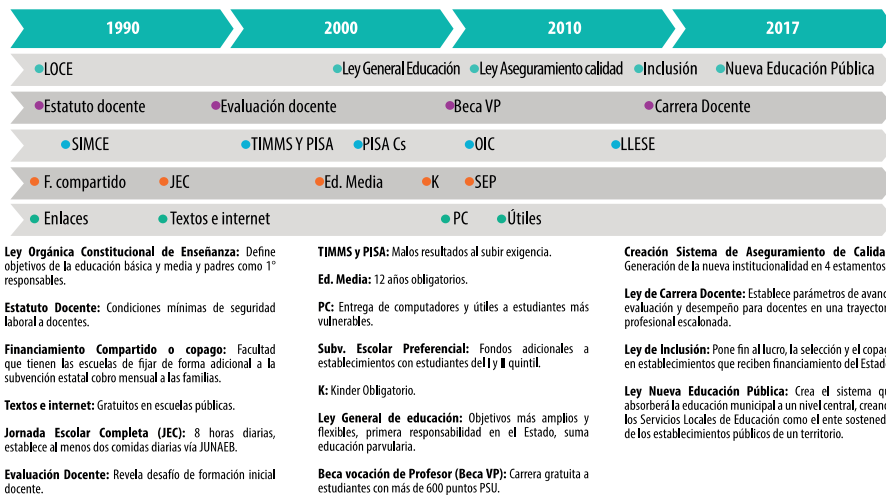 1990 2000 2010 2017
LOCE Ley General Educación Ley Aseguramiento calidad Inclusión Nueva Educación Pública
Estatuto docente Evaluación docente Beca VP Carrera Docente
SIMCE TIMMS Y PISA PISA Cs OIC LLESE
F. compartido JEC Ed. Media K SEP
Enlaces Textos e internet PC Útiles
Ley Orgánica Constitucional de Enseñanza: Define
objetivos de la educación básica y media y padres como 1°
responsables.
Estatuto Docente: Condiciones mínimas de seguridad
laboral a docentes.
Financiamiento Compartido o copago: Facultad
que tienen las escuelas de fijar de forma adicional a la
subvención estatal cobro mensual a las familias.
Textos e internet: Gratuitos en escuelas públicas.
Jornada Escolar Completa (JEC): 8 horas diarias,
establece al menos dos comidas diarias vía JUNAEB.
Evaluación Docente: Revela desafío de formación inicial
docente.
TIMMS y PISA: Malos resultados al subir exigencia.
Ed. Media: 12 años obligatorios.
PC: Entrega de computadores y útiles a estudiantes más
vulnerables.
Subv. Escolar Preferencial: Fondos adicionales a
establecimientos con estudiantes del I y II quintil.
K: Kinder Obligatorio.
Ley General de educación: Objetivos más amplios y
flexibles, primera responsabilidad en el Estado, suma
educación parvularia.
Beca vocación de Profesor (Beca VP): Carrera gratuita a
estudiantes con más de 600 puntos PSU.
Creación Sistema de Aseguramiento de Calida
Generación de la nueva institucionalidad en 4 estamentos
Ley de Carrera Docente: Establece parámetros de avanc
evaluación y desempeño para docentes en una trayector
profesional escalonada.
Ley de Inclusión: Pone fin al lucro, la selección y el copag
en establecimientos que reciben financiamiento del Estad
Ley Nueva Educación Pública: Crea el sistema qu
absorberá la educación municipal a un nivel central, creand
los Servicios Locales de Educación como el ente sostened
de los establecimientos públicos de un territorio.